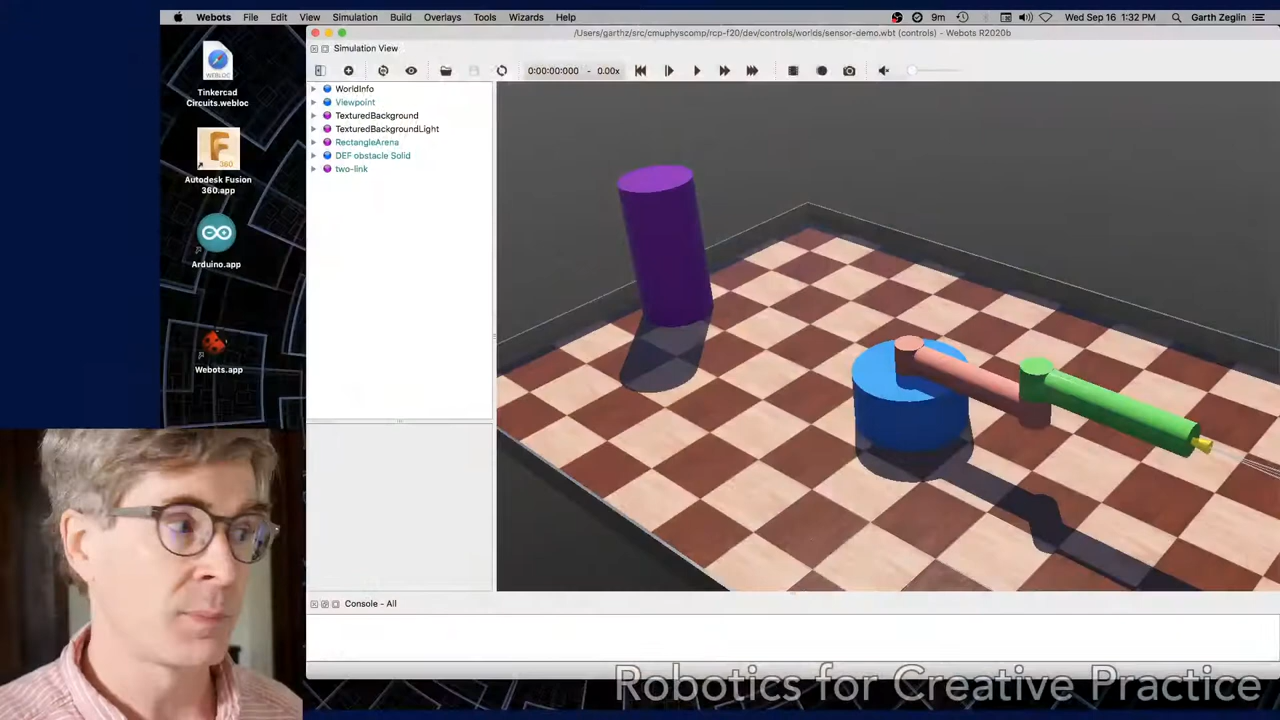 Webots File Edit View Simulation Build Overlays Tools Wizards Help
9m Wed Sep 16 1:32 PM Garth Zeglin
/Users/garthz/src/cmuphyscomp/rcp-f20/dev/controls/worlds/sensor-demo.wbt (controls) - Webots R2020b
Simulation View
0:00:00:000 - 0.00x
WorldInfo
Viewpoint
TexturedBackground
TexturedBackgroundLight
RectangleArena
DEF obstacle Solid
two-link
WEBLOC
Tinkercad
Circuits.webloc
F
360
Autodesk Fusion
360.app
Arduino.app
Webots.app
Console - All
Robotics for Creative Practice